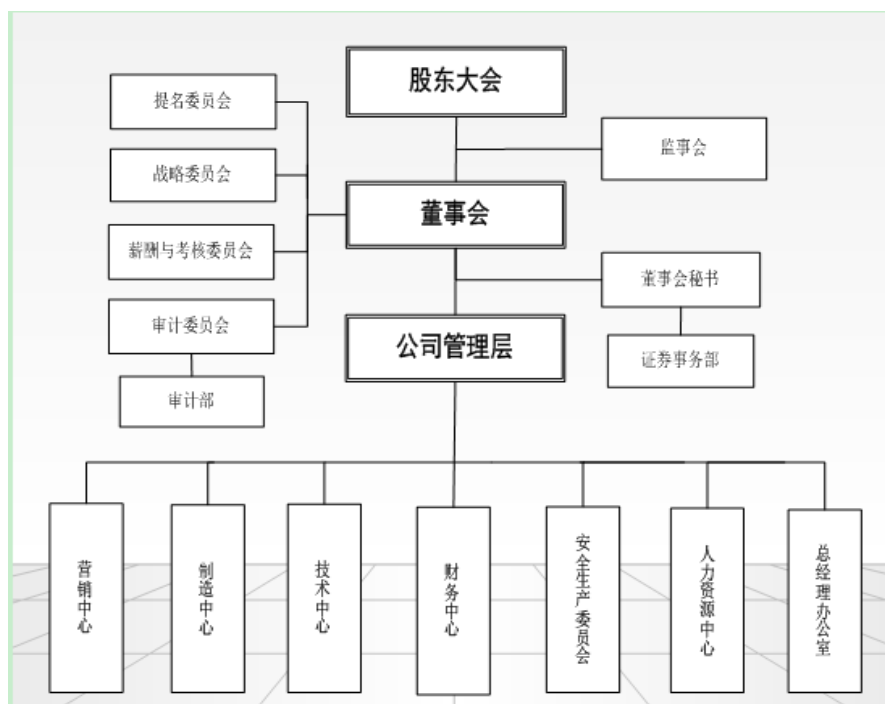 股东大会
提名委员会
监事会
战略委员会
董事会
薪酬与考核委员会
董事会秘书
审计委员会
公司管理层
证券事务部
审计部
营销中心
制造中心
技术中心
财务中心
安全生产委员会
人力资源中心
总经理办公室